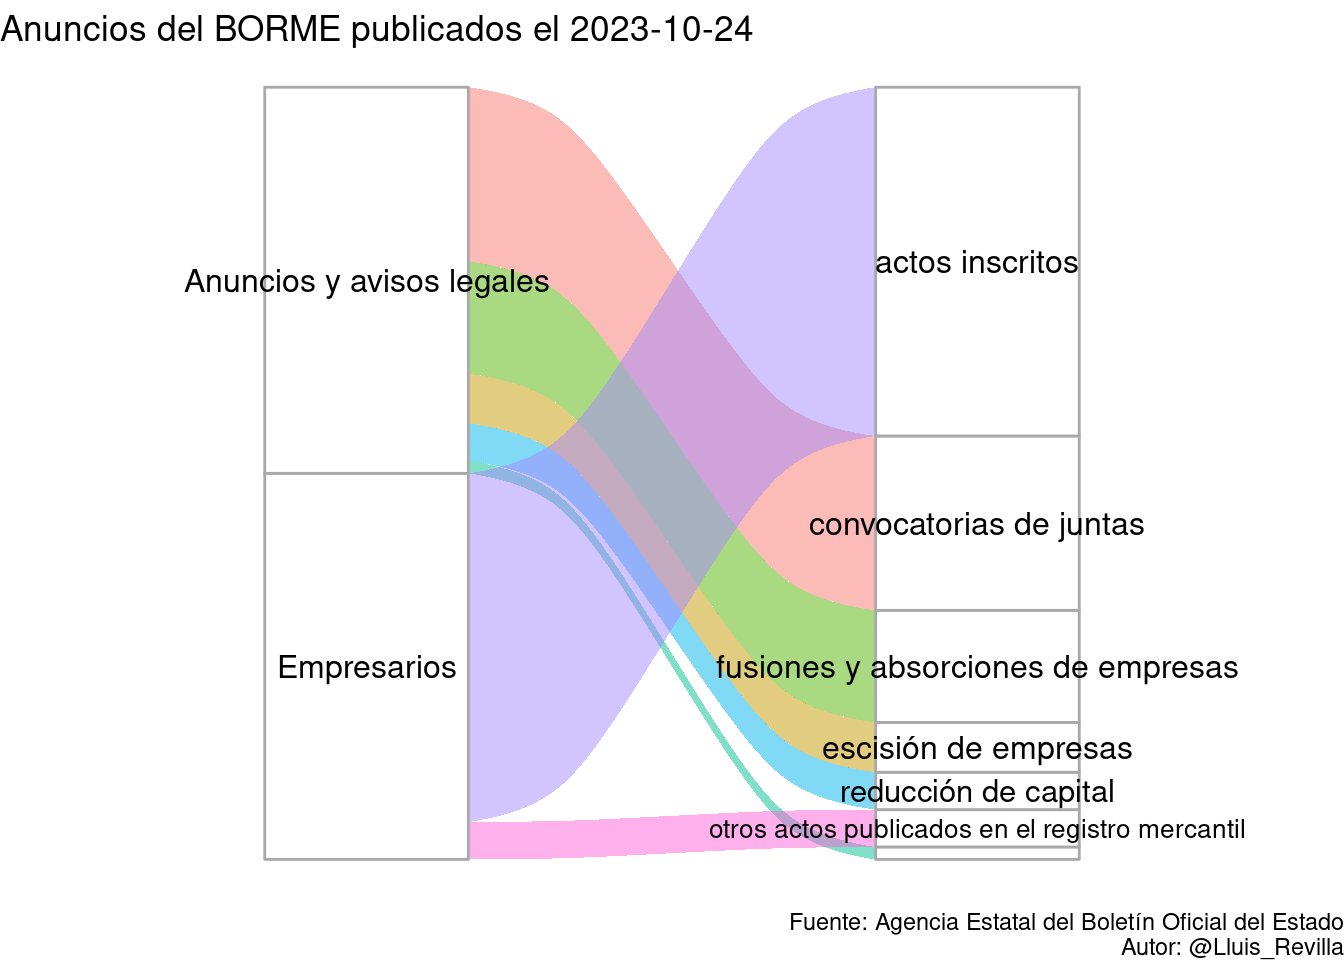 Anuncios del BORME publicados el 2023-10-24
actos inscritos
Anuncios y avisos legales
convocatorias de juntas
Empresarios
fusiones y absorciones de empresas
escisión de empresas
reducción de capital
otros actos publicados en el registro mercantil
Fuente: Agencia Estatal del Boletín Oficial del Estado
Autor: @Lluis_Revilla